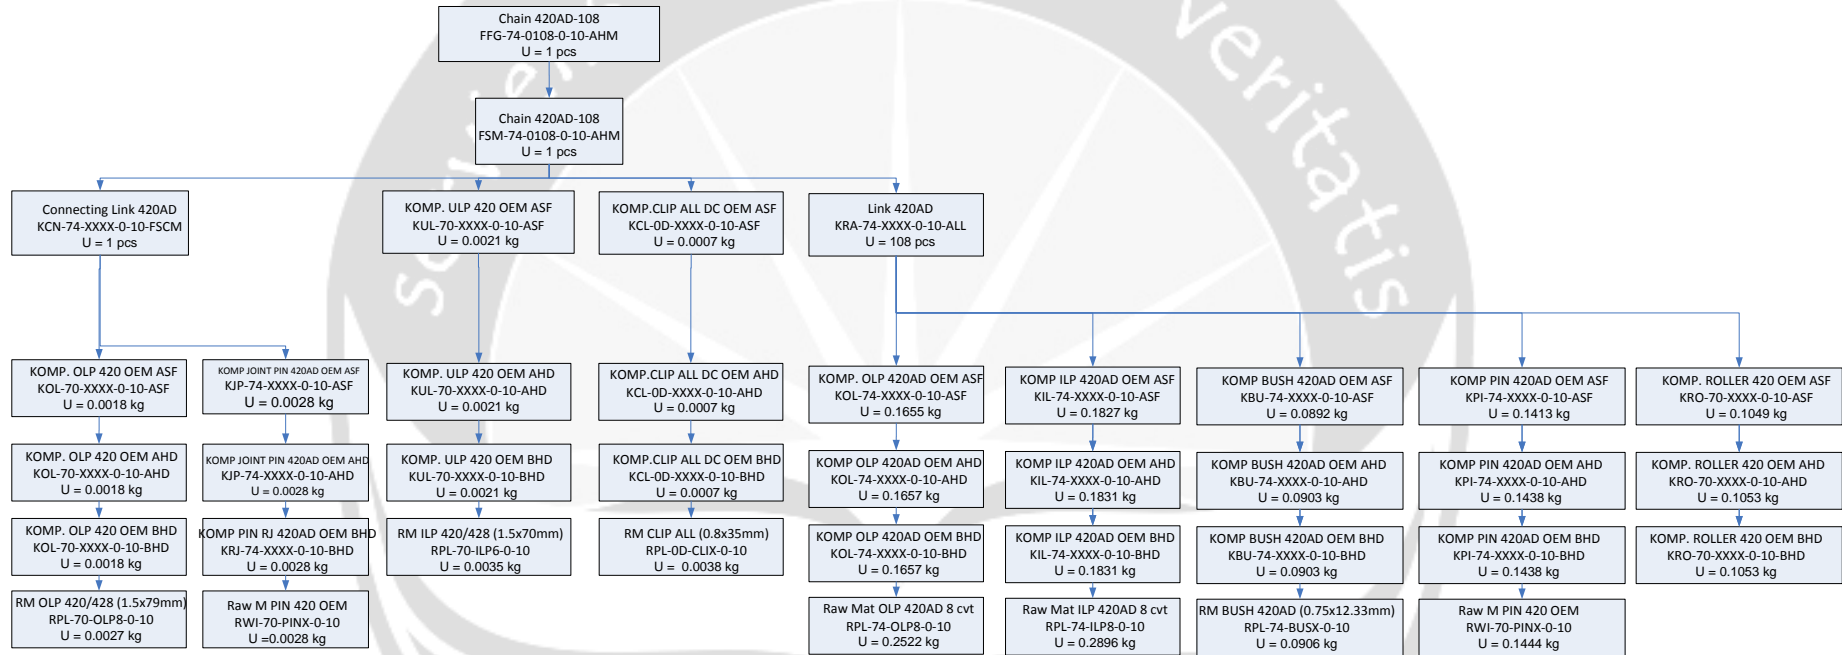 Chain 420AD-108
FFG-74-0108-0-10-AHM
U = 1 pcs
Chain 420AD-108
FSM-74-0108-0-10-AHM
U = 1 pcs
Connecting Link 420AD
KCN-74-XXXX-0-10-FSCM
U = 1 pcs
KOMP. ULP 420 OEM ASF
KUL-70-XXXX-0-10-ASF
U = 0.0021 kg
KOMP.CLIP ALL DC OEM ASF
KCL-0D-XXXX-0-10-ASF
U = 0.0007 kg
Link 420AD
KRA-74-XXXX-0-10-ALL
U = 108 pcs
KOMP. OLP 420 OEM ASF
KOL-70-XXXX-0-10-ASF
U = 0.0018 kg
KOMP JOINT PIN 420AD OEM ASF
KJP-74-XXXX-0-10-ASF
U = 0.0028 kg
KOMP. ULP 420 OEM AHD
KUL-70-XXXX-0-10-AHD
U = 0.0021 kg
KOMP.CLIP ALL DC OEM AHD
KCL-0D-XXXX-0-10-AHD
U = 0.0007 kg
KOMP. OLP 420AD OEM ASF
KOL-74-XXXX-0-10-ASF
U = 0.1655 kg
KOMP ILP 420AD OEM ASF
KIL-74-XXXX-0-10-ASF
U = 0.1827 kg
KOMP BUSH 420AD OEM ASF
KBU-74-XXXX-0-10-ASF
U = 0.0892 kg
KOMP PIN 420AD OEM ASF
KPI-74-XXXX-0-10-ASF
U = 0.1413 kg
KOMP. ROLLER 420 OEM ASF
KRO-70-XXXX-0-10-ASF
U = 0.1049 kg
KOMP. OLP 420 OEM AHD
KOL-70-XXXX-0-10-AHD
U = 0.0018 kg
KOMP JOINT PIN 420AD OEM AHD
KJP-74-XXXX-0-10-AHD
U = 0.0028 kg
KOMP. ULP 420 OEM BHD
KUL-70-XXXX-0-10-BHD
U = 0.0021 kg
KOMP.CLIP ALL DC OEM BHD
KCL-0D-XXXX-0-10-BHD
U = 0.0007 kg
KOMP OLP 420AD OEM AHD
KOL-74-XXXX-0-10-AHD
U = 0.1657 kg
KOMP ILP 420AD OEM AHD
KIL-74-XXXX-0-10-AHD
U = 0.1831 kg
KOMP BUSH 420AD OEM AHD
KBU-74-XXXX-0-10-AHD
U = 0.0903 kg
KOMP PIN 420AD OEM AHD
KPI-74-XXXX-0-10-AHD
U = 0.1438 kg
KOMP. ROLLER 420 OEM AHD
KRO-70-XXXX-0-10-AHD
U = 0.1053 kg
KOMP. OLP 420 OEM BHD
KOL-70-XXXX-0-10-BHD
U = 0.0018 kg
KOMP PIN RJ 420AD OEM BHD
KRJ-74-XXXX-0-10-BHD
U = 0.0028 kg
RM ILP 420/428 (1.5x70mm)
RPL-70-ILP6-0-10
U = 0.0035 kg
RM CLIP ALL (0.8x35mm)
RPL-0D-CLIX-0-10
U = 0.0038 kg
KOMP OLP 420AD OEM BHD
KOL-74-XXXX-0-10-BHD
U = 0.1657 kg
KOMP ILP 420AD OEM BHD
KIL-74-XXXX-0-10-BHD
U = 0.1831 kg
KOMP BUSH 420AD OEM BHD
KBU-74-XXXX-0-10-BHD
U = 0.0903 kg
KOMP PIN 420AD OEM BHD
KPI-74-XXXX-0-10-BHD
U = 0.1438 kg
KOMP. ROLLER 420 OEM BHD
KRO-70-XXXX-0-10-BHD
U = 0.1053 kg
RM OLP 420/428 (1.5x79mm)
RPL-70-OLP8-0-10
U = 0.0027 kg
Raw M PIN 420 OEM
RWI-70-PINX-0-10
U =0.0028 kg
Raw Mat OLP 420AD 8 cvt
RPL-74-OLP8-0-10
U = 0.2522 kg
Raw Mat ILP 420AD 8 cvt
RPL-74-ILP8-0-10
U = 0.2896 kg
RM BUSH 420AD (0.75x12.33mm)
RPL-74-BUSX-0-10
U = 0.0906 kg
Raw M PIN 420 OEM
RWI-70-PINX-0-10
U = 0.1444 kg
veritatis